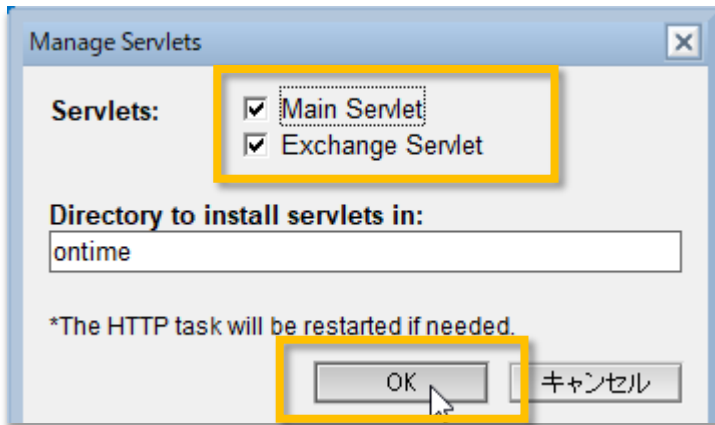 Manage Servlets
Servlets:
Main Servlet
Exchange Servlet
Directory to install servlets in:
ontime
*The HTTP task will be restarted if needed.
OK
キャンセル